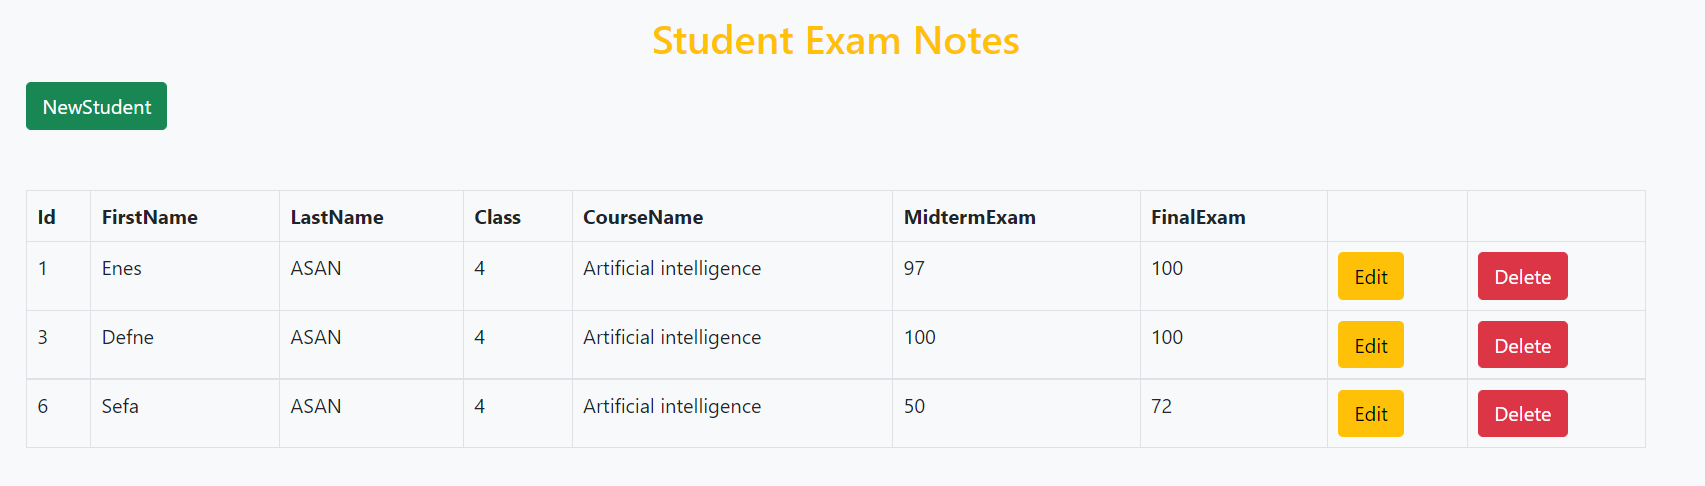 Student Exam Notes
NewStudent
Id FirstName LastName Class CourseName MidtermExam FinalExam
1 Enes ASAN 4 Artificial intelligence 97 100 Edit Delete
3 Defne ASAN 4 Artificial intelligence 100 100 Edit Delete
6 Sefa ASAN 4 Artificial intelligence 50 72 Edit Delete